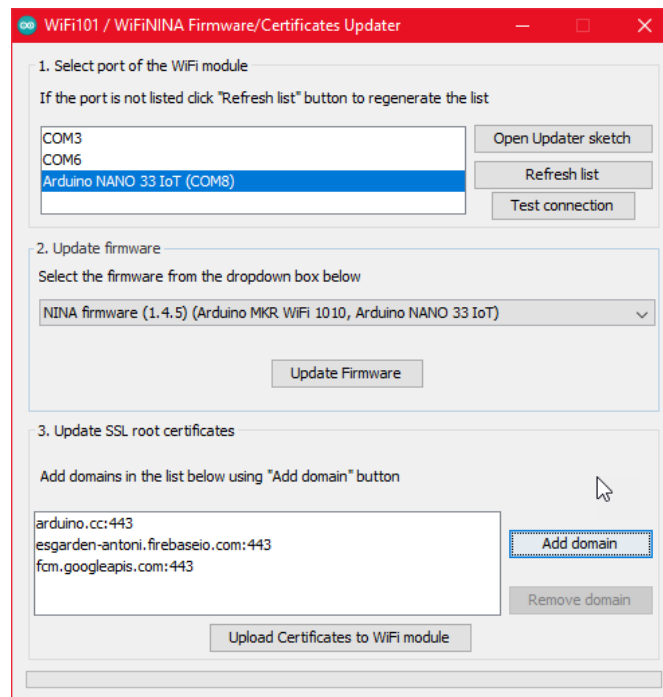 WiFi101 / WiFiNINA Firmware/Certificates Updater
1. Select port of the WiFi module
If the port is not listed click "Refresh list" button to regenerate the list
COM3
COM6
Arduino NANO 33 IoT (COM8)
Open Updater sketch
Refresh list
Test connection
2. Update firmware
Select the firmware from the dropdown box below
NINA firmware (1.4.5) (Arduino MKR WiFi 1010, Arduino NANO 33 IoT)
Update Firmware
3. Update SSL root certificates
Add domains in the list below using "Add domain" button
arduino.cc:443
esgarden-antoni.firebaseio.com:443
fcm.googleapis.com:443
Add domain
Remove domain
Upload Certificates to WiFi module